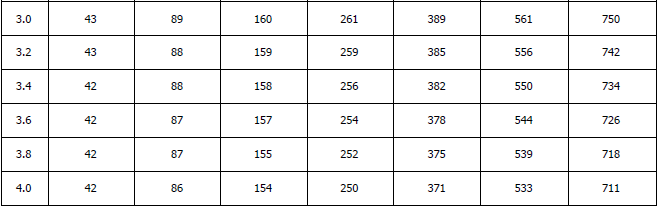 3.0 43 89 160 261 389 561 750
3.2 43 88 159 259 385 556 742
3.4 42 88 158 256 382 550 734
3.6 42 87 157 254 378 544 726
3.8 42 87 155 252 375 539 718
4.0 42 86 154 250 371 533 711